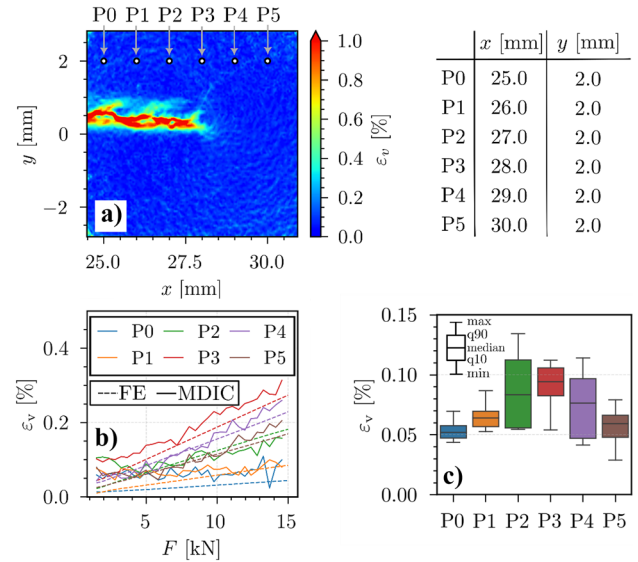 P0 P1 P2 P3 P4 P5
2
0
−2
y [mm]
25.0 27.5 30.0
x [mm]
a)
1.0
0.8
0.6
0.4
0.2
0.0
εᵥ [%]
x [mm] y [mm]
P0 25.0 2.0
P1 26.0 2.0
P2 27.0 2.0
P3 28.0 2.0
P4 29.0 2.0
P5 30.0 2.0
P0 P2 P4
P1 P3 P5
FE MDIC
0.4
0.2
0.0
εᵥ [%]
b)
5 10 15
F [kN]
0.15
0.10
0.05
0.00
εᵥ [%]
max
q90
median
q10
min
c)
P0 P1 P2 P3 P4 P5